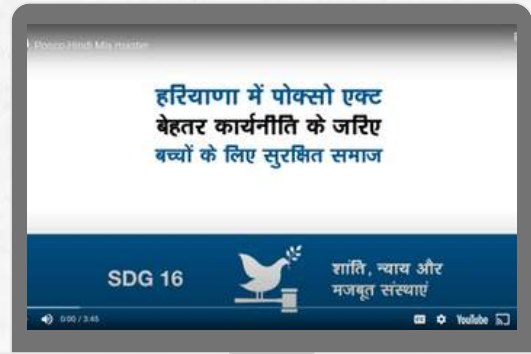 Posco Hindi Mix master
हरियाणा में पोक्सो एक्ट
बेहतर कार्यनीति के जरिए
बच्चों के लिए सुरक्षित समाज
SDG 16
शांति, न्याय और
मजबूत संस्थाएं
0:00 / 3:45
CC
YouTube